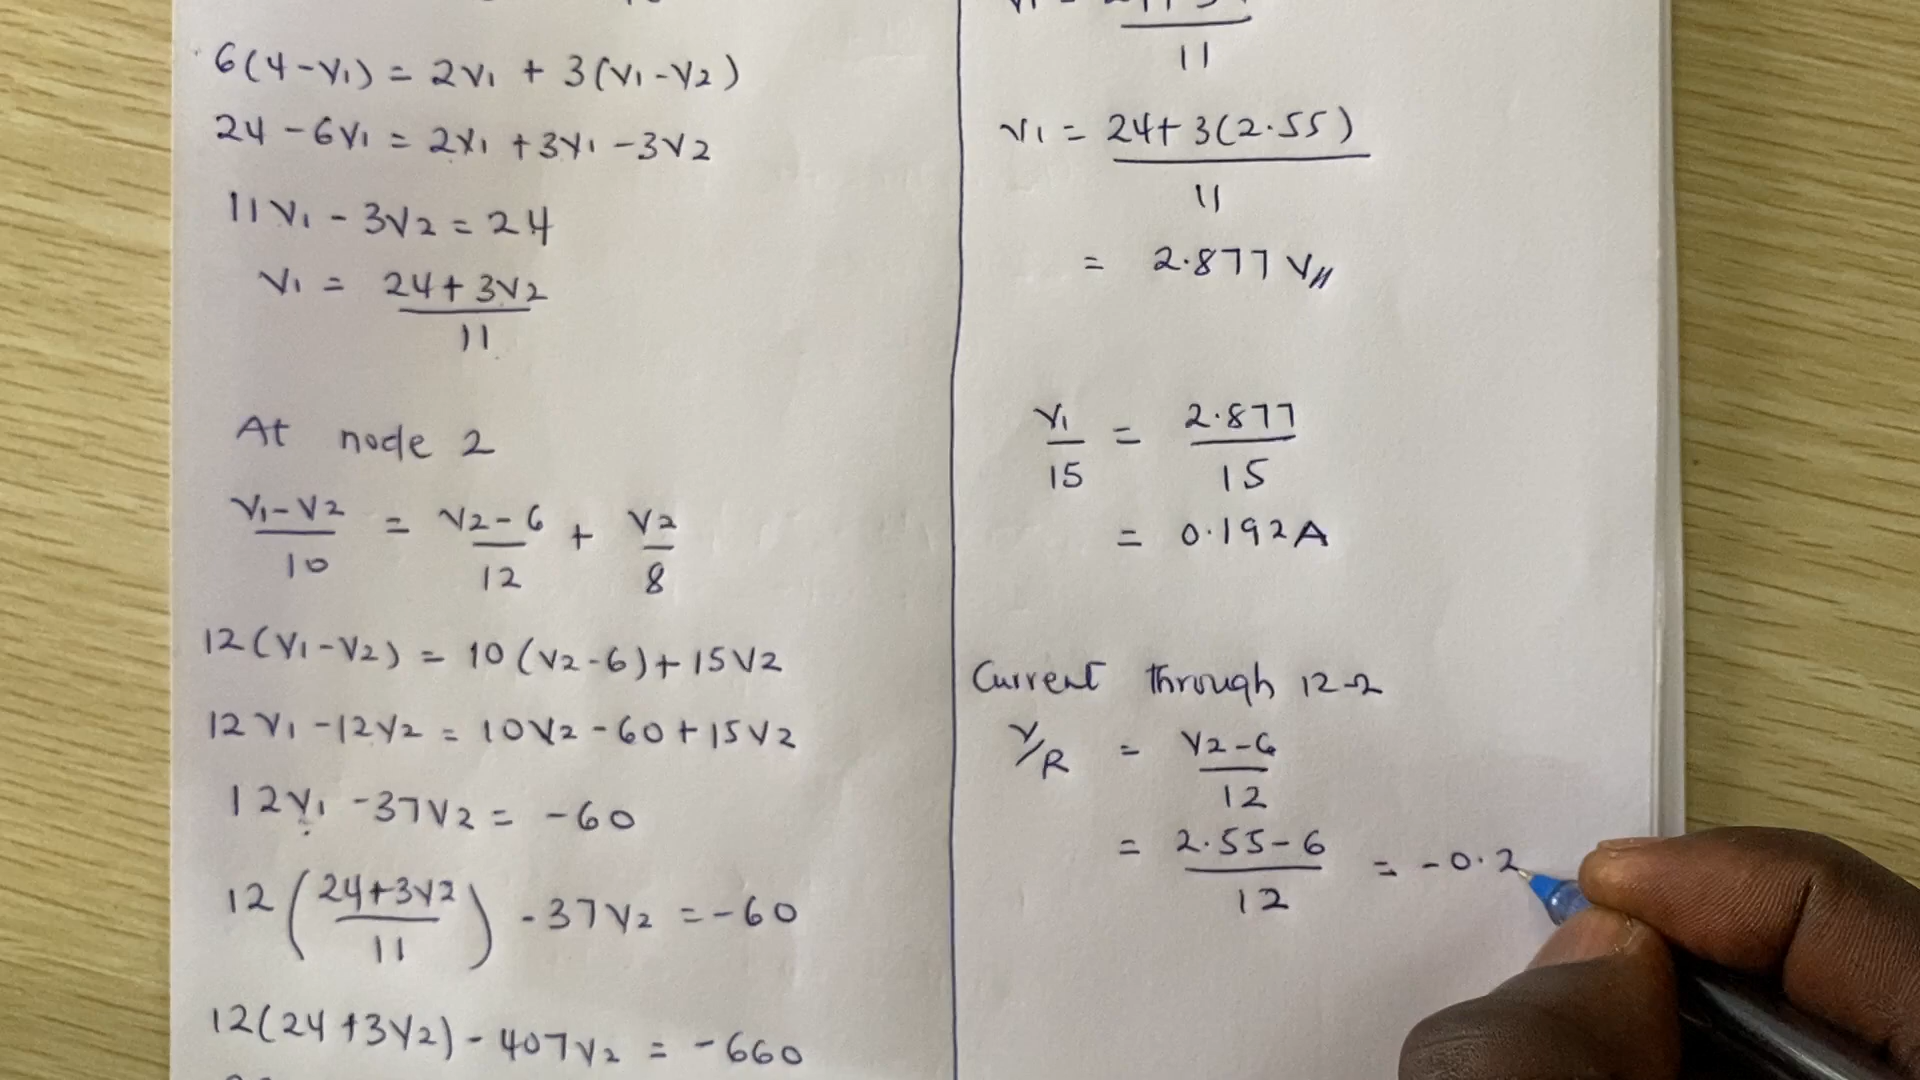 6(4-V1) = 2V1 + 3(V1-V2)
24 - 6V1 = 2V1 + 3V1 - 3V2
11V1 - 3V2 = 24
V1 = 24 + 3V2
11
At node 2
V1-V2 = V2-6 + V2
10 12 8
12(V1-V2) = 10(V2-6) + 15V2
12V1 - 12V2 = 10V2 - 60 + 15V2
12V1 - 37V2 = -60
12(24+3V2) - 37V2 = -60
11
12(24+3V2) - 407V2 = -660
11
V1 = 24+3(2.55)
11
= 2.877V//
V1 = 2.877
15 15
= 0.192A
Current through 12-Ω
V/R = V2-6
12
= 2.55-6 = -0.2
12